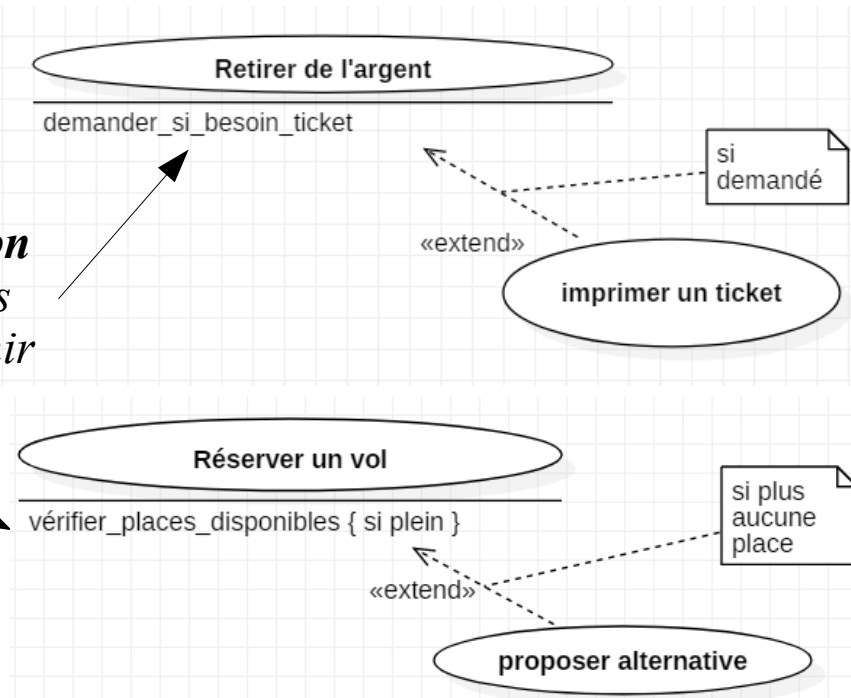 Retirer de l'argent
demander_si_besoin_ticket
si
demandé
«extend»
imprimer un ticket
Réserver un vol
vérifier_places_disponibles { si plein }
si plus
aucune
place
«extend»
proposer alternative